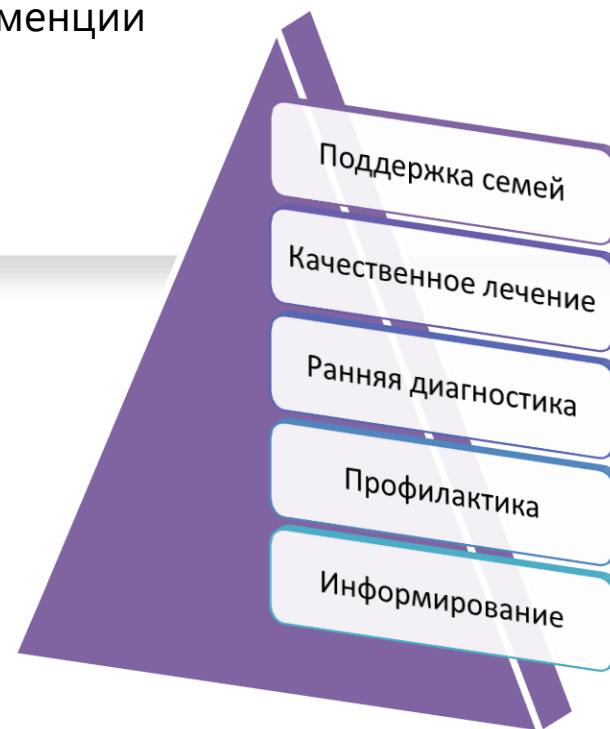 менции
Поддержка семей
Качественное лечение
Ранняя диагностика
Профилактика
Информирование